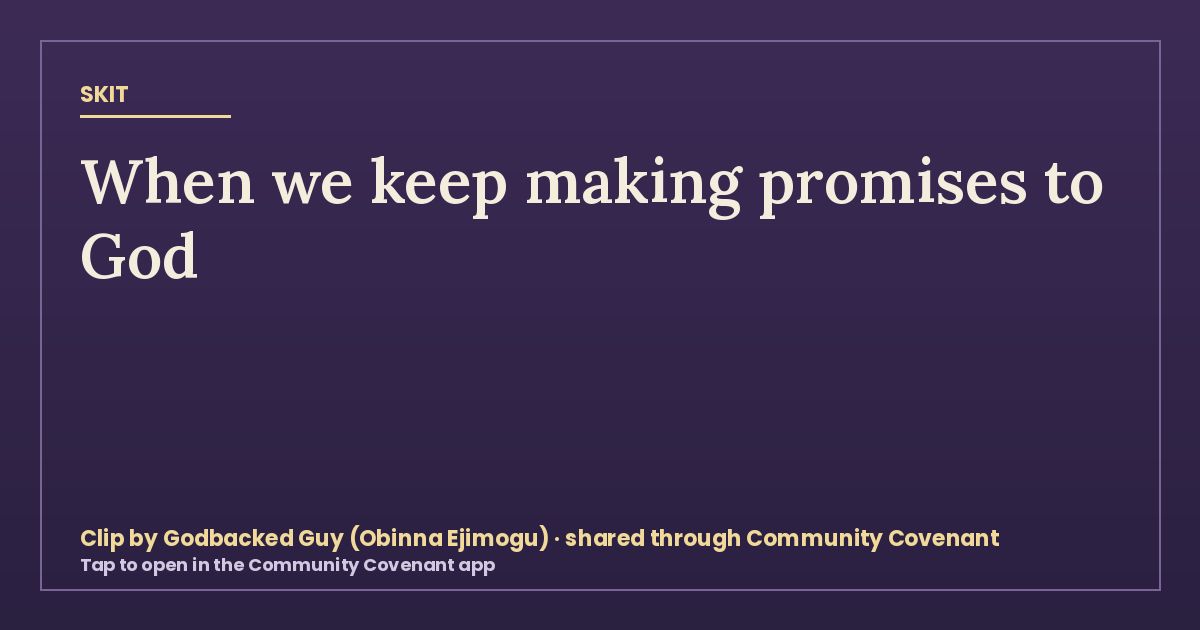 SKIT
When we keep making promises to
God
Clip by Godbacked Guy (Obinna Ejimogu) · shared through Community Covenant
Tap to open in the Community Covenant app